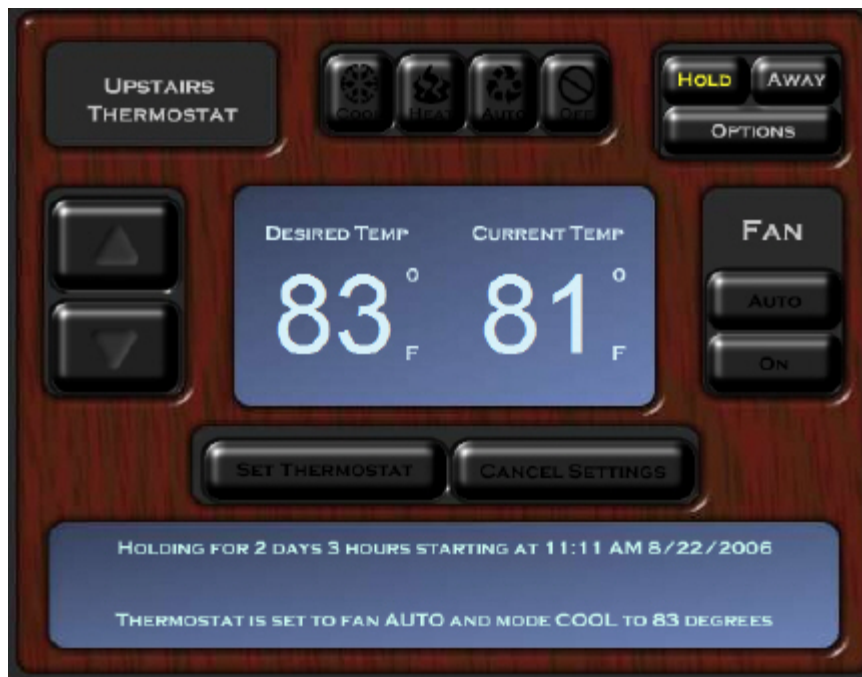 Upstairs
Thermostat
Cool Heat Auto Off
Hold Away
Options
Desired Temp Current Temp
83 °F 81 °F
Fan
Auto
On
Set Thermostat Cancel Settings
Holding for 2 days 3 hours starting at 11:11 AM 8/22/2006
Thermostat is set to fan AUTO and mode COOL to 83 degrees